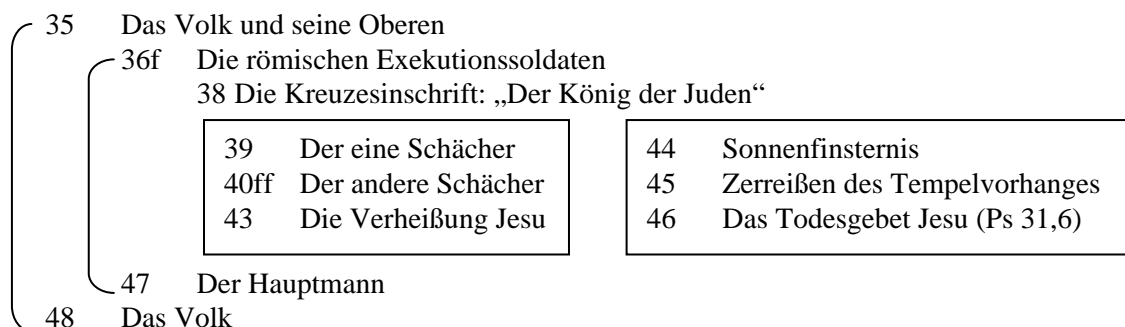 35 Das Volk und seine Oberen
36f Die römischen Exekutionssoldaten
38 Die Kreuzesinschrift: „Der König der Juden“
39 Der eine Schächer
40ff Der andere Schächer
43 Die Verheißung Jesu
44 Sonnenfinsternis
45 Zerreißen des Tempelvorhanges
46 Das Todesgebet Jesu (Ps 31,6)
47 Der Hauptmann
48 Das Volk